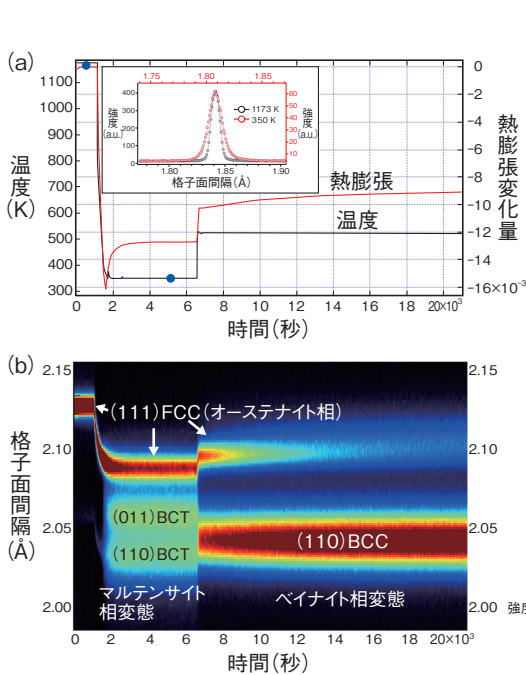 (a)
1.75 1.80 1.85
400
300
200
100
0
強度(a.u.)
60
50
40
30
20
10
強度(a.u.)
1173 K
350 K
1.80 1.85 1.90
格子面間隔(Å)
1100
1000
900
800
700
600
500
400
300
温度(K)
0
−2
−4
−6
−8
−10
−12
−14
−16×10⁻³
熱膨張変化量
熱膨張
温度
0 2 4 6 8 10 12 14 16 18 20×10³
時間(秒)
(b)
2.15
2.10
2.05
2.00
格子面間隔(Å)
2.15
2.10
2.05
2.00 強度
(111)FCC(オーステナイト相)
(011)BCT
(110)BCT
(110)BCC
マルテンサイト
相変態
ベイナイト相変態
0 2 4 6 8 10 12 14 16 18 20×10³
時間(秒)